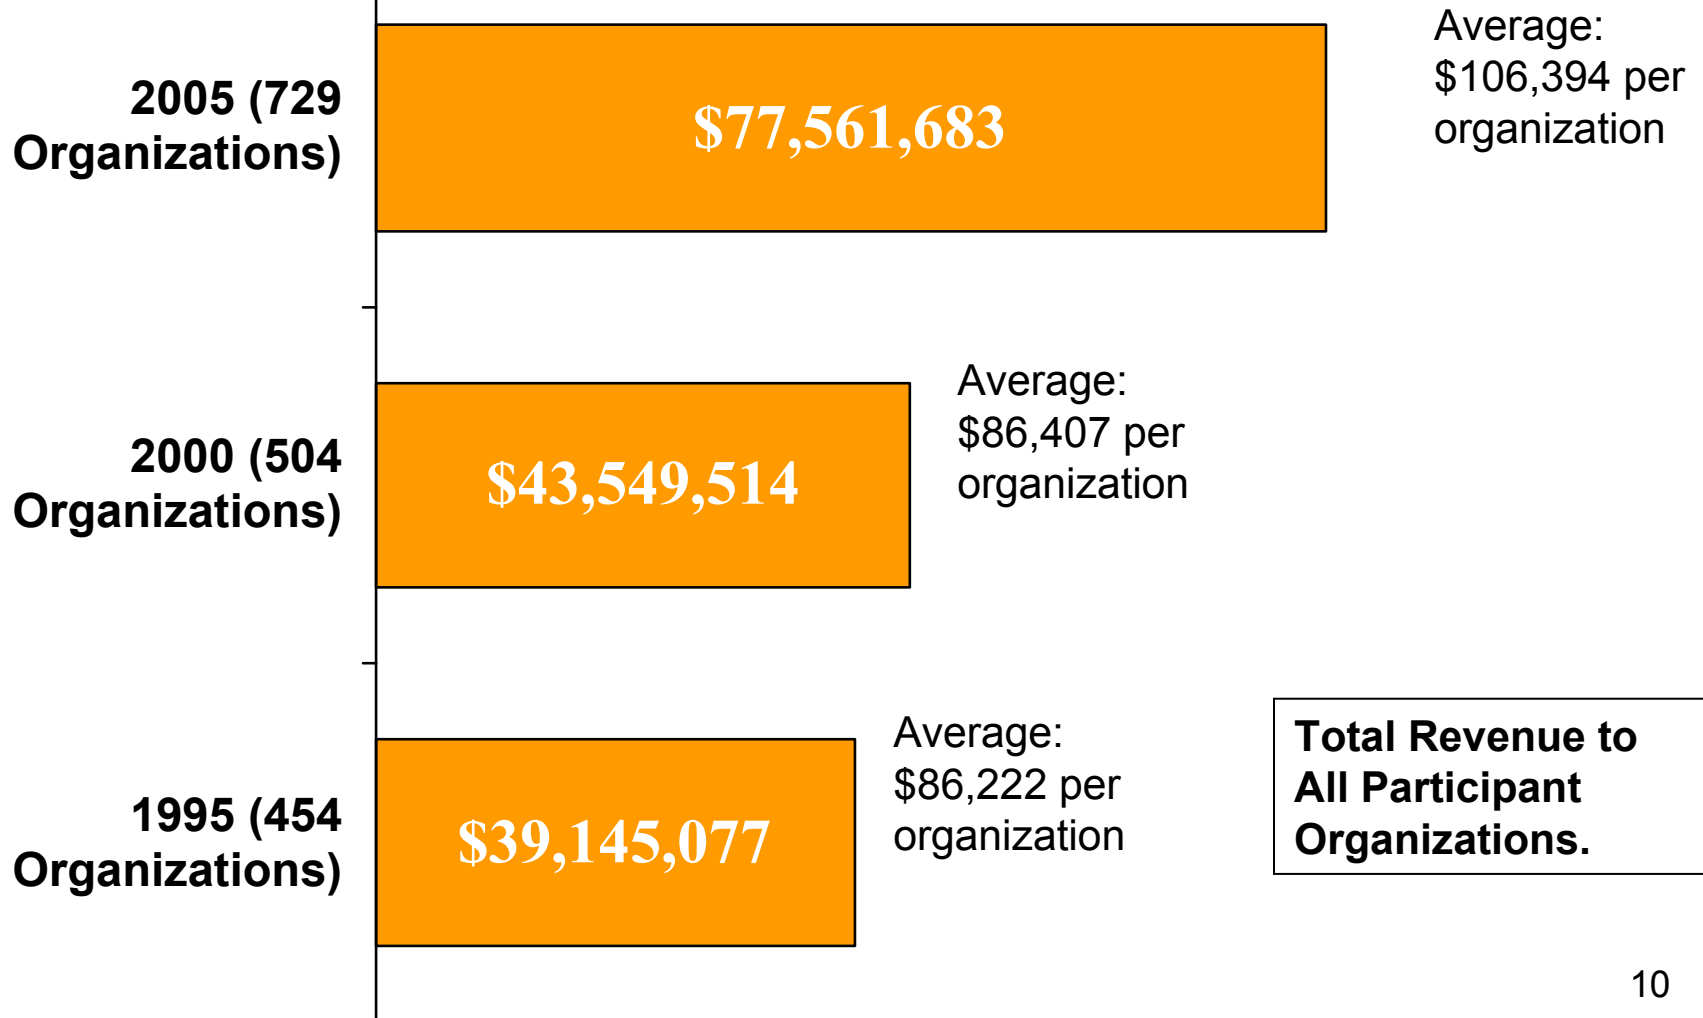 2005 (729
Organizations)
$77,561,683
Average:
$106,394 per
organization
2000 (504
Organizations)
$43,549,514
Average:
$86,407 per
organization
1995 (454
Organizations)
$39,145,077
Average:
$86,222 per
organization
Total Revenue to
All Participant
Organizations.
10